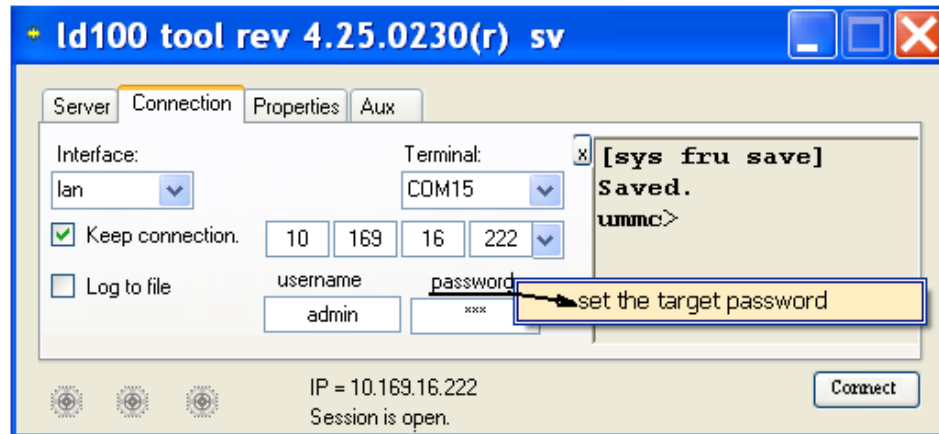 ld100 tool rev 4.25.0230(r) sv
Server Connection Properties Aux
Interface: Terminal: x
lan COM15
Keep connection. 10 169 16 222
Log to file username password
admin ***
[sys fru save]
Saved.
ummc>
set the target password
IP = 10.169.16.222
Session is open.
Connect